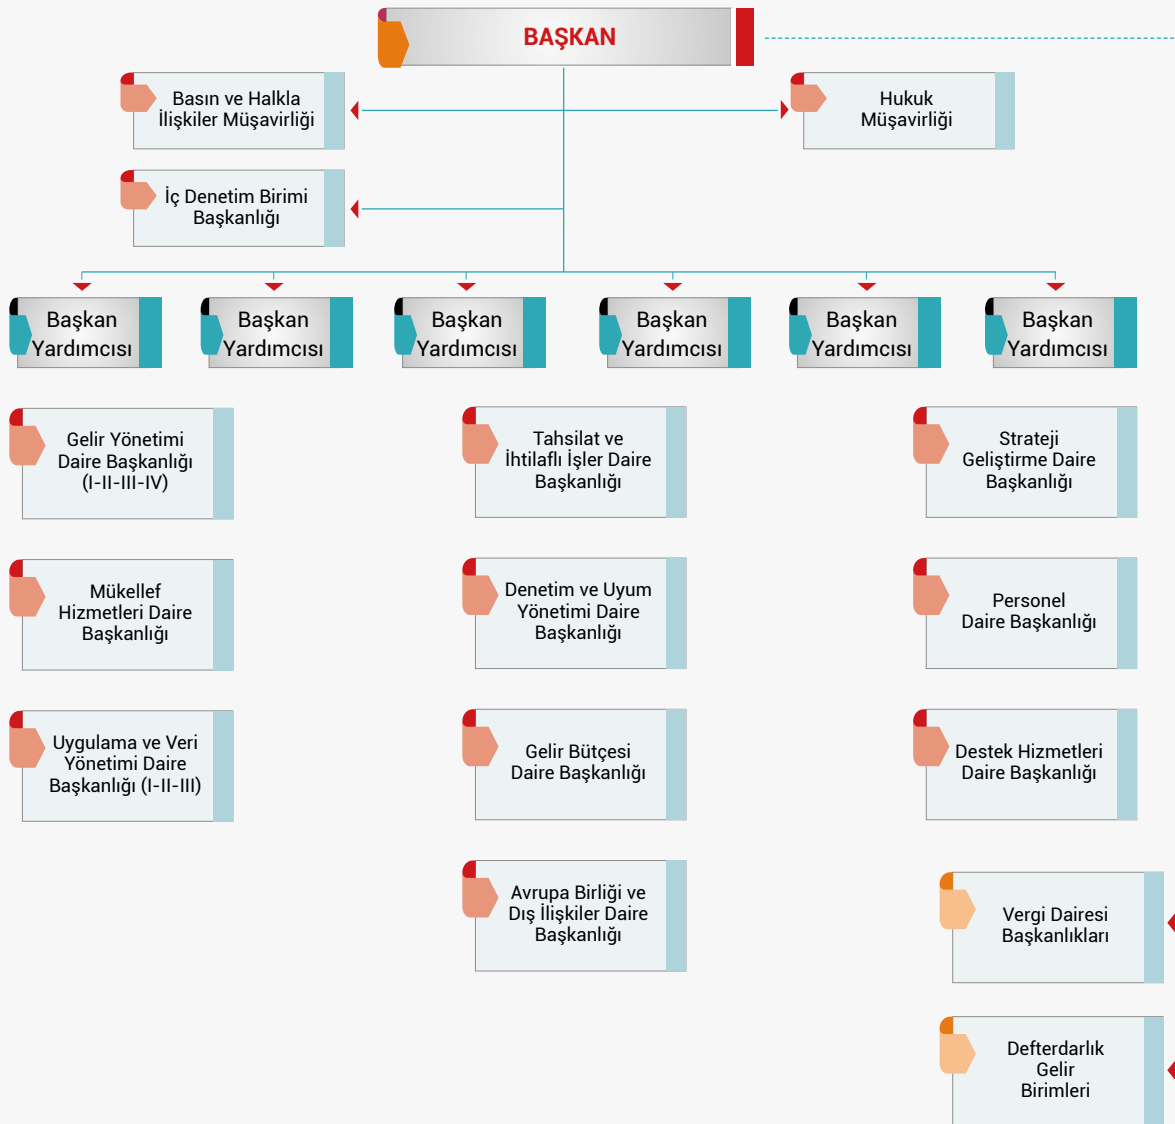 BAŞKAN
Basın ve Halkla
İlişkiler Müşavirliği
Hukuk
Müşavirliği
İç Denetim Birimi
Başkanlığı
Başkan
Yardımcısı
Başkan
Yardımcısı
Başkan
Yardımcısı
Başkan
Yardımcısı
Başkan
Yardımcısı
Başkan
Yardımcısı
Gelir Yönetimi
Daire Başkanlığı
(I-II-III-IV)
Tahsilat ve
İhtilaflı İşler Daire
Başkanlığı
Strateji
Geliştirme Daire
Başkanlığı
Mükellef
Hizmetleri Daire
Başkanlığı
Denetim ve Uyum
Yönetimi Daire
Başkanlığı
Personel
Daire Başkanlığı
Uygulama ve Veri
Yönetimi Daire
Başkanlığı (I-II-III)
Gelir Bütçesi
Daire Başkanlığı
Destek Hizmetleri
Daire Başkanlığı
Avrupa Birliği ve
Dış İlişkiler Daire
Başkanlığı
Vergi Dairesi
Başkanlıkları
Defterdarlık
Gelir
Birimleri